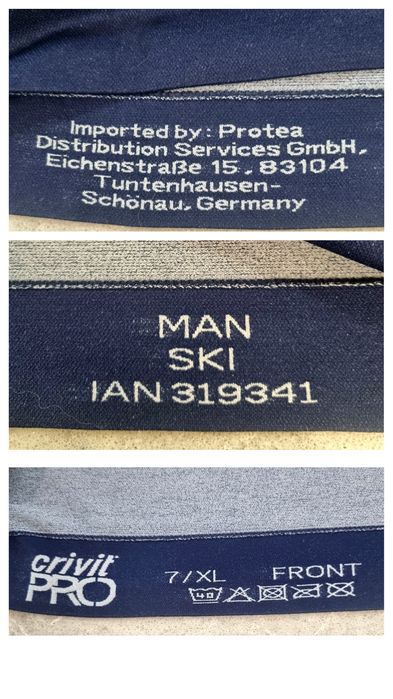 Imported by: Protea
Distribution Services GmbH,
Eichenstraße 15, 83104
Tuntenhausen-
Schönau, Germany
MAN
SKI
IAN 319341
crivit
PRO
7/XL FRONT
40